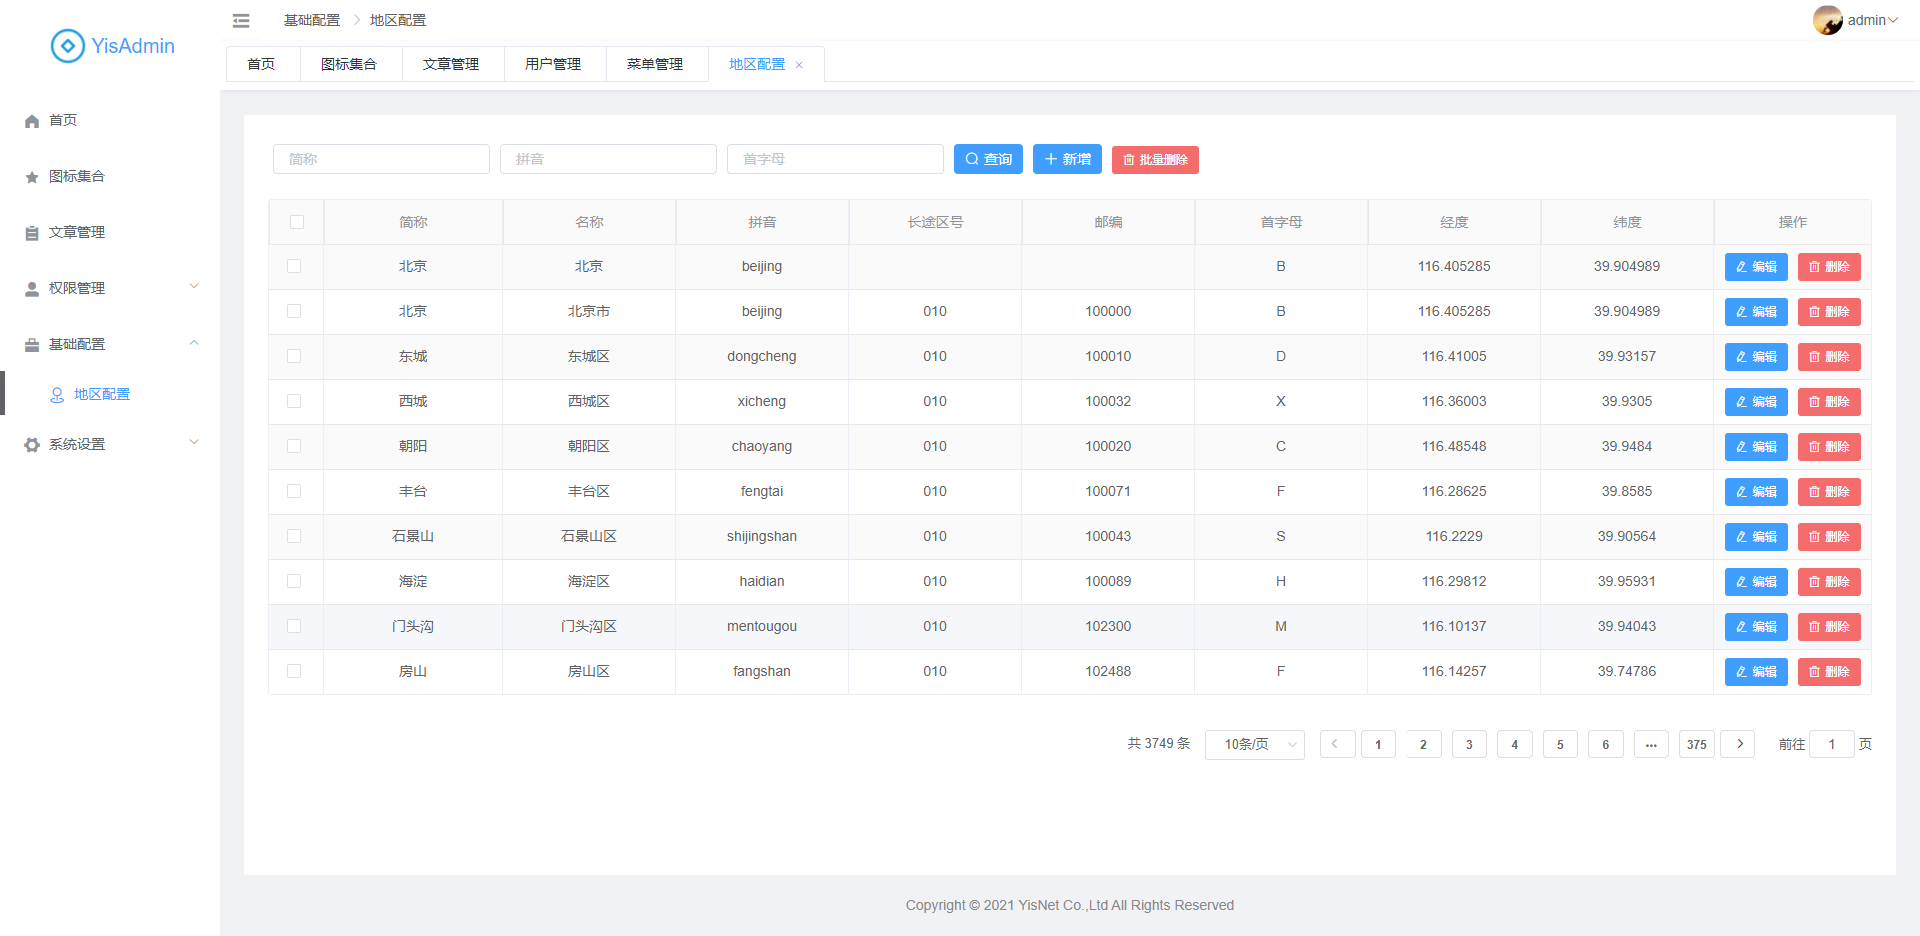 YisAdmin
首页
图标集合
文章管理
权限管理
基础配置
地区配置
系统设置
基础配置 地区配置 admin
首页 图标集合 文章管理 用户管理 菜单管理 地区配置 ×
简称 拼音 首字母 查询 新增 批量删除
简称 名称 拼音 长途区号 邮编 首字母 经度 纬度 操作
北京 北京 beijing B 116.405285 39.904989 编辑 删除
北京 北京市 beijing 010 100000 B 116.405285 39.904989 编辑 删除
东城 东城区 dongcheng 010 100010 D 116.41005 39.93157 编辑 删除
西城 西城区 xicheng 010 100032 X 116.36003 39.9305 编辑 删除
朝阳 朝阳区 chaoyang 010 100020 C 116.48548 39.9484 编辑 删除
丰台 丰台区 fengtai 010 100071 F 116.28625 39.8585 编辑 删除
石景山 石景山区 shijingshan 010 100043 S 116.2229 39.90564 编辑 删除
海淀 海淀区 haidian 010 100089 H 116.29812 39.95931 编辑 删除
门头沟 门头沟区 mentougou 010 102300 M 116.10137 39.94043 编辑 删除
房山 房山区 fangshan 010 102488 F 116.14257 39.74786 编辑 删除
共 3749 条 10条/页 1 2 3 4 5 6 ··· 375 前往 1 页
Copyright © 2021 YisNet Co.,Ltd All Rights Reserved